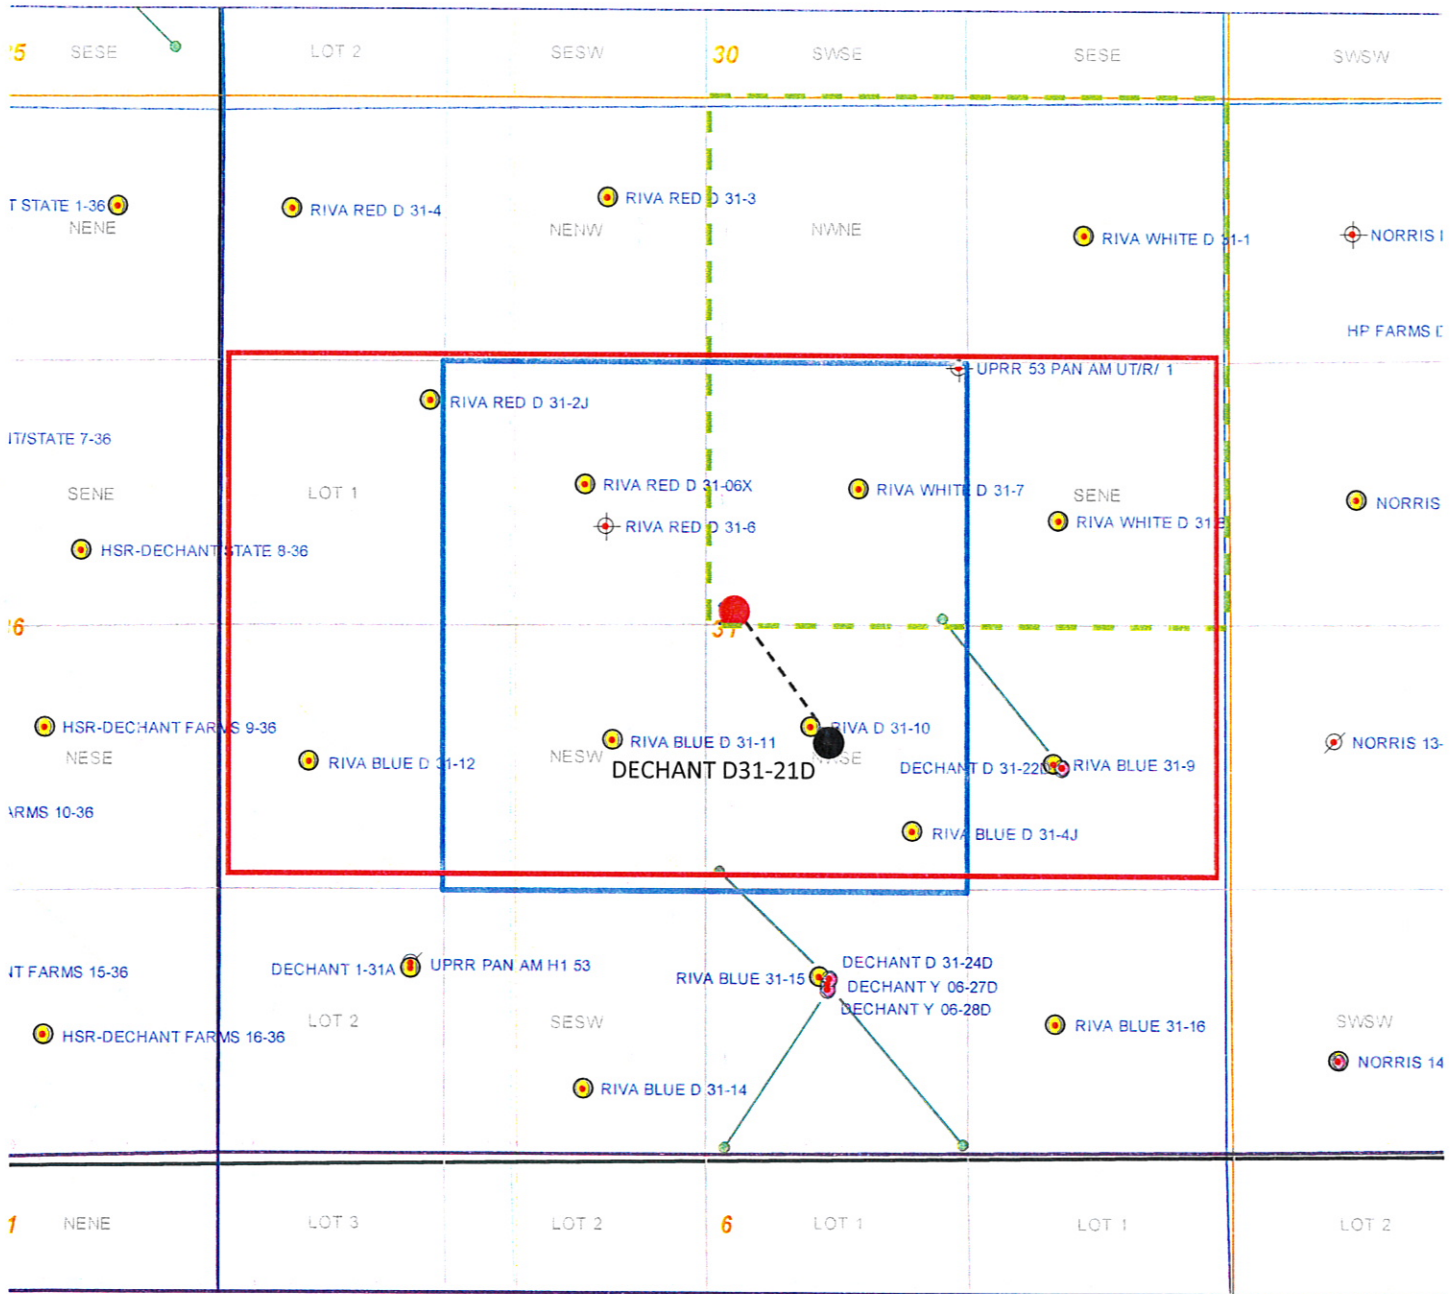 SESE
LOT 2
SESW
30
SWSE
SESE
SWSW
T STATE 1-36
NENE
RIVA RED D 31-4
RIVA RED D 31-3
NENW
NWNE
RIVA WHITE D 31-1
NORRIS
HP FARMS
UPRR 53 PAN AM UT/R/ 1
RIVA RED D 31-2J
NT/STATE 7-36
SENE
LOT 1
RIVA RED D 31-06X
RIVA WHITE D 31-7
SENE
NORRIS
RIVA RED D 31-6
RIVA WHITE D 31-8
HSR-DECHANT STATE 8-36
31
HSR-DECHANT FARMS 9-36
NESE
RIVA BLUE D 31-12
NESW
RIVA BLUE D 31-11
RIVA D 31-10
NWSE
DECHANT D31-21D
DECHANT D 31-22D
RIVA BLUE 31-9
NORRIS 13-
ARMS 10-36
RIVA BLUE D 31-4J
NT FARMS 15-36
DECHANT 1-31A
UPRR PAN AM H1 53
RIVA BLUE 31-15
DECHANT D 31-24D
DECHANT Y 06-27D
DECHANT Y 06-28D
HSR-DECHANT FARMS 16-36
LOT 2
SESW
RIVA BLUE 31-16
SWSW
NORRIS 14
RIVA BLUE D 31-14
1
NENE
LOT 3
LOT 2
6
LOT 1
LOT 1
LOT 2